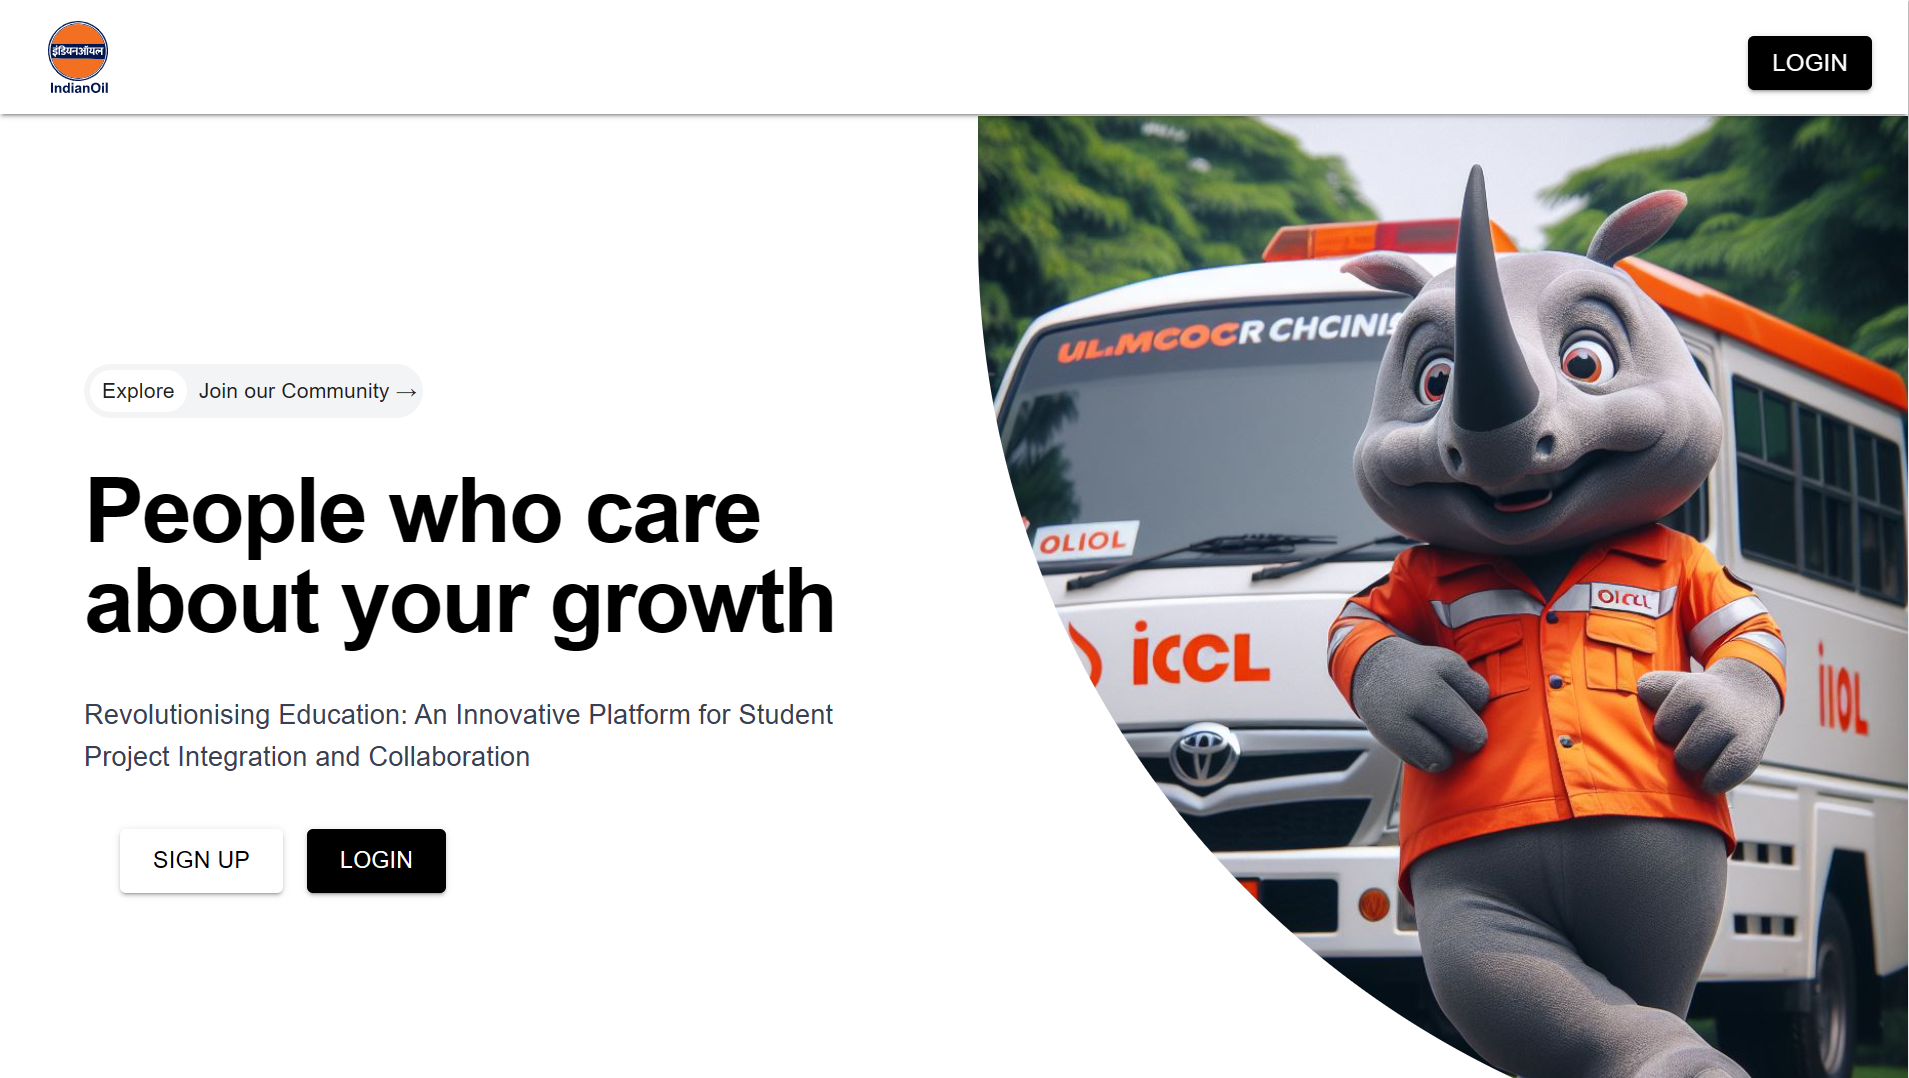 इंडियनऑयल
IndianOil
LOGIN
Explore Join our Community →
People who care
about your growth
Revolutionising Education: An Innovative Platform for Student
Project Integration and Collaboration
SIGN UP LOGIN
UL.MCOCR CHCINIS
OLIOL
OICCL
iCCL
IIOL